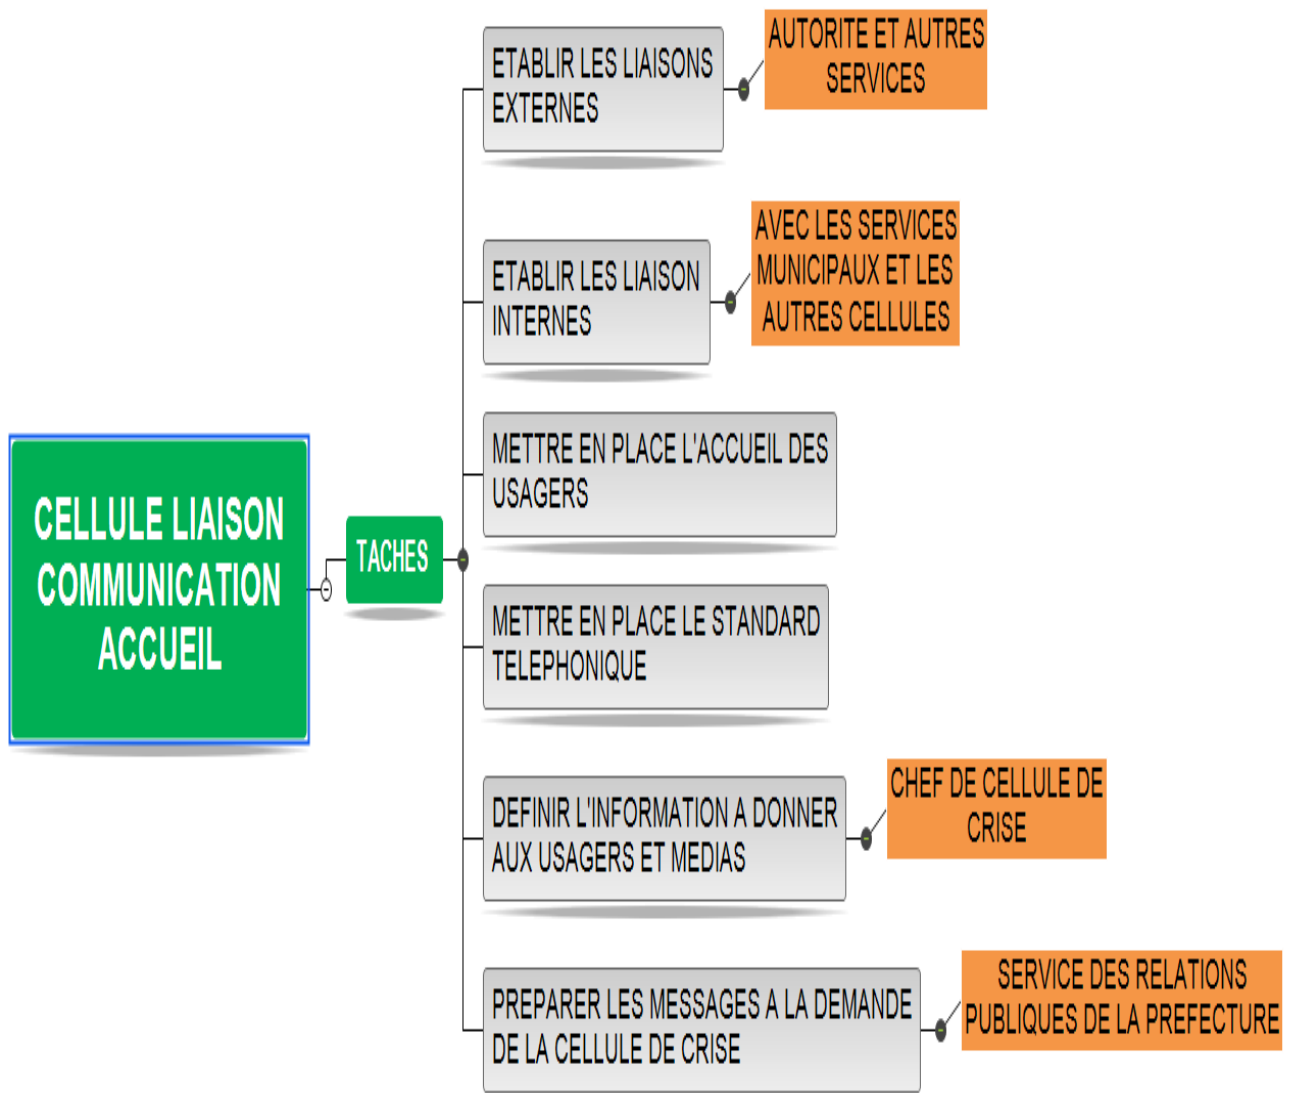 CELLULE LIAISON
COMMUNICATION
ACCUEIL
TACHES
ETABLIR LES LIAISONS
EXTERNES
AUTORITE ET AUTRES
SERVICES
ETABLIR LES LIAISON
INTERNES
AVEC LES SERVICES
MUNICIPAUX ET LES
AUTRES CELLULES
METTRE EN PLACE L'ACCUEIL DES
USAGERS
METTRE EN PLACE LE STANDARD
TELEPHONIQUE
DEFINIR L'INFORMATION A DONNER
AUX USAGERS ET MEDIAS
CHEF DE CELLULE DE
CRISE
PREPARER LES MESSAGES A LA DEMANDE
DE LA CELLULE DE CRISE
SERVICE DES RELATIONS
PUBLIQUES DE LA PREFECTURE